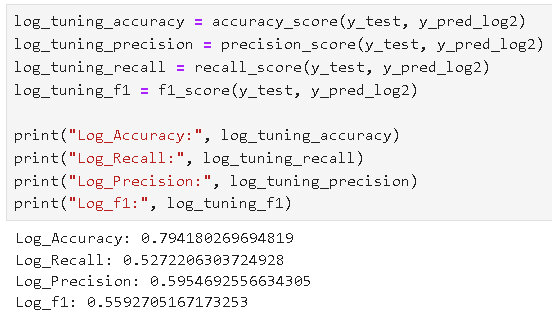 log_tuning_accuracy = accuracy_score(y_test, y_pred_log2)
log_tuning_precision = precision_score(y_test, y_pred_log2)
log_tuning_recall = recall_score(y_test, y_pred_log2)
log_tuning_f1 = f1_score(y_test, y_pred_log2)
print("Log_Accuracy:", log_tuning_accuracy)
print("Log_Recall:", log_tuning_recall)
print("Log_Precision:", log_tuning_precision)
print("Log_f1:", log_tuning_f1)
Log_Accuracy: 0.794180269694819
Log_Recall: 0.5272206303724928
Log_Precision: 0.5954692556634305
Log_f1: 0.5592705167173253